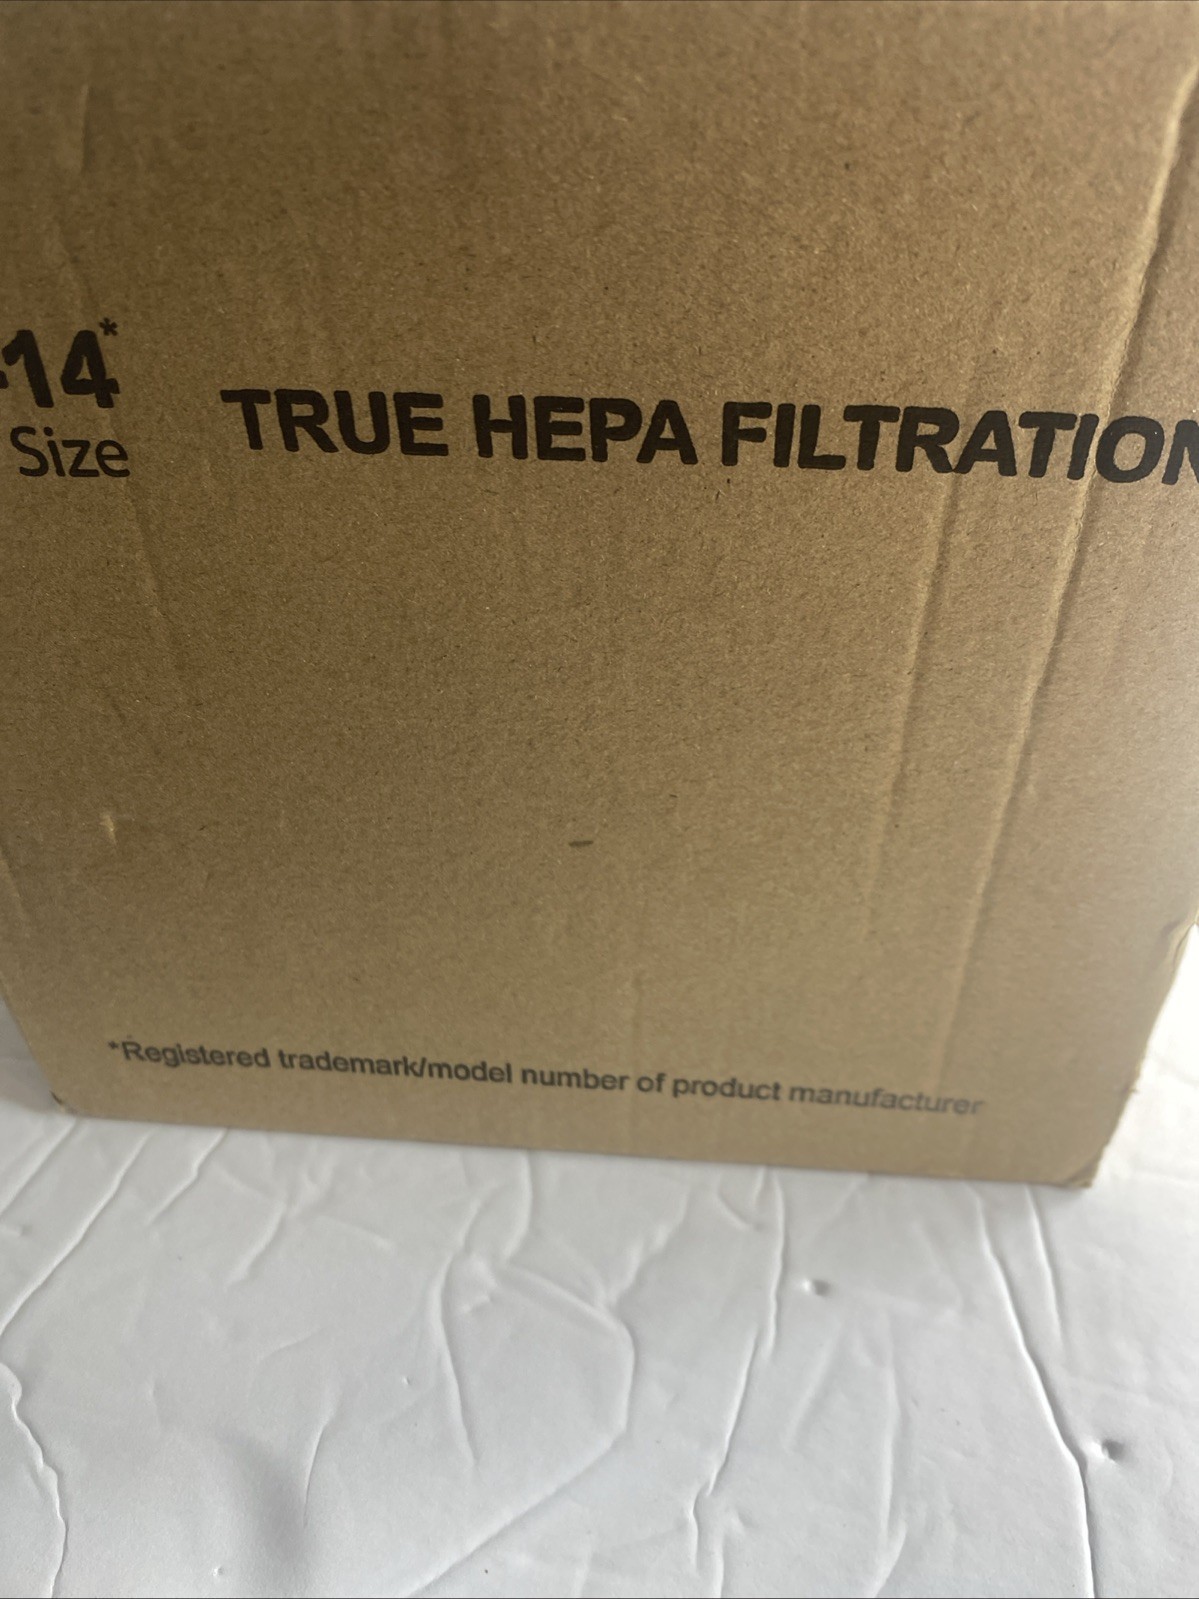 -14*
Size
TRUE HEPA FILTRATION
*Registered trademark/model number of product manufacturer